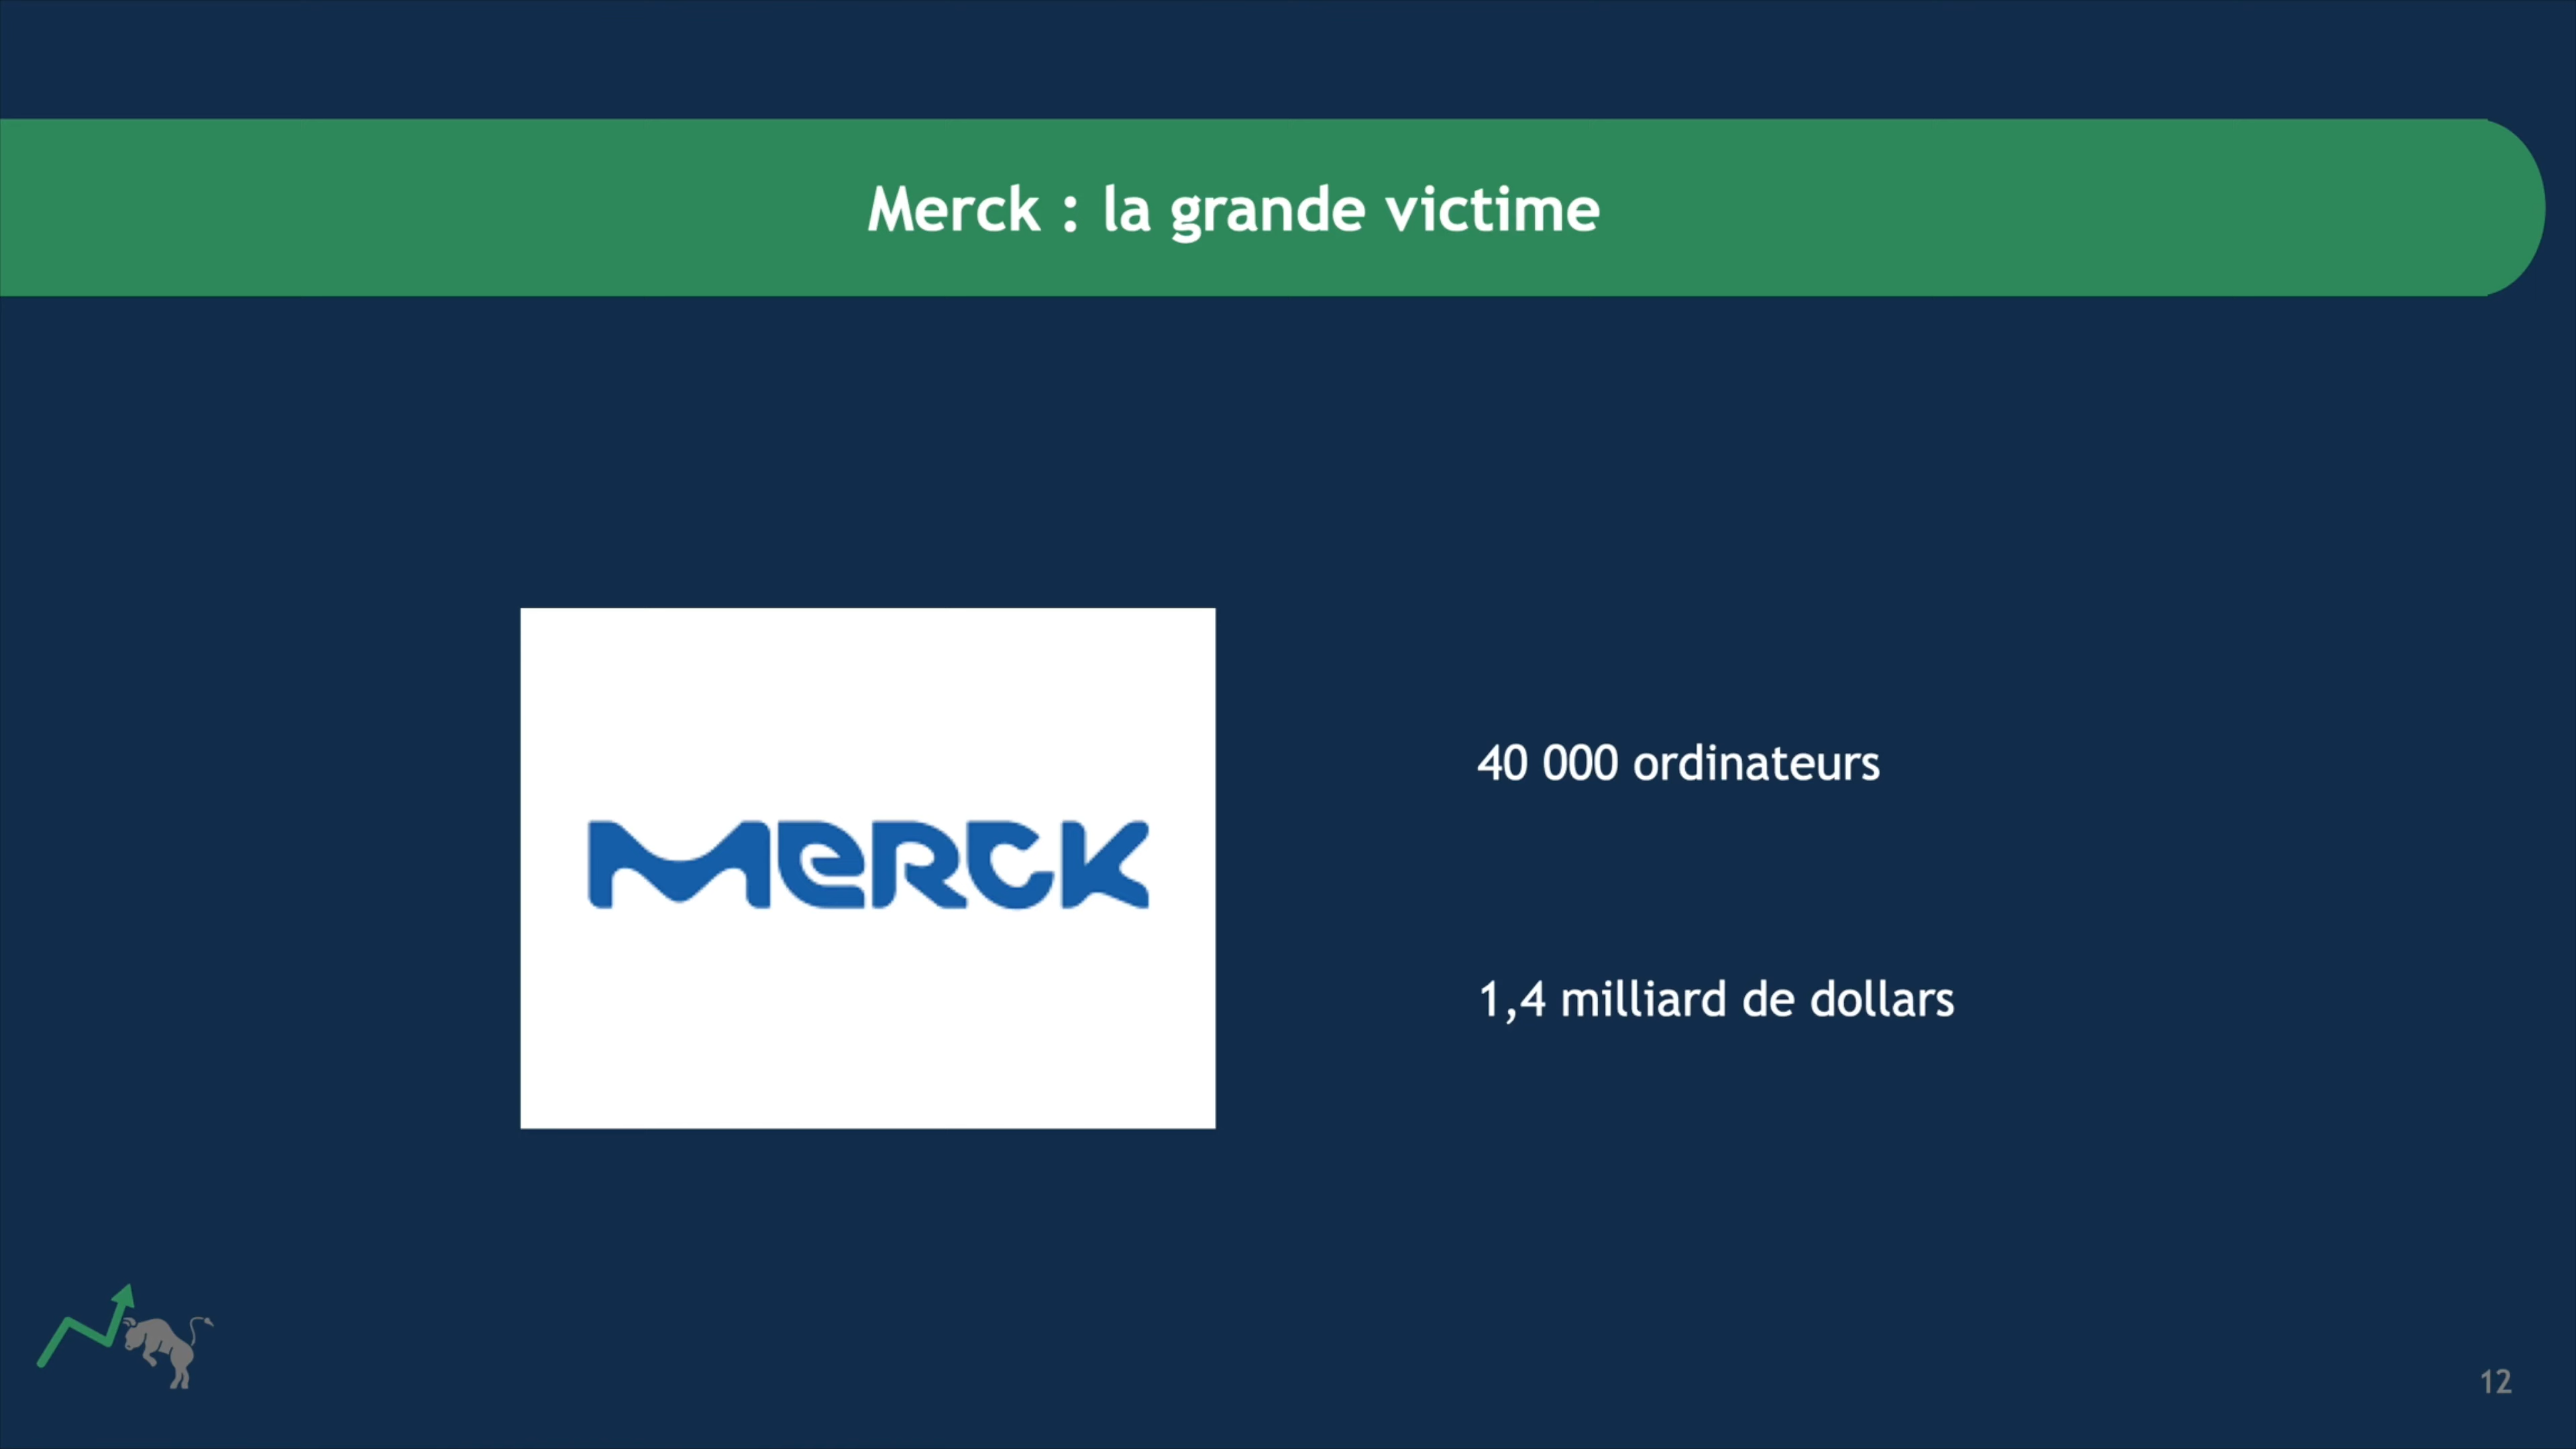 Merck : la grande victime
MERCK
40 000 ordinateurs
1,4 milliard de dollars
12